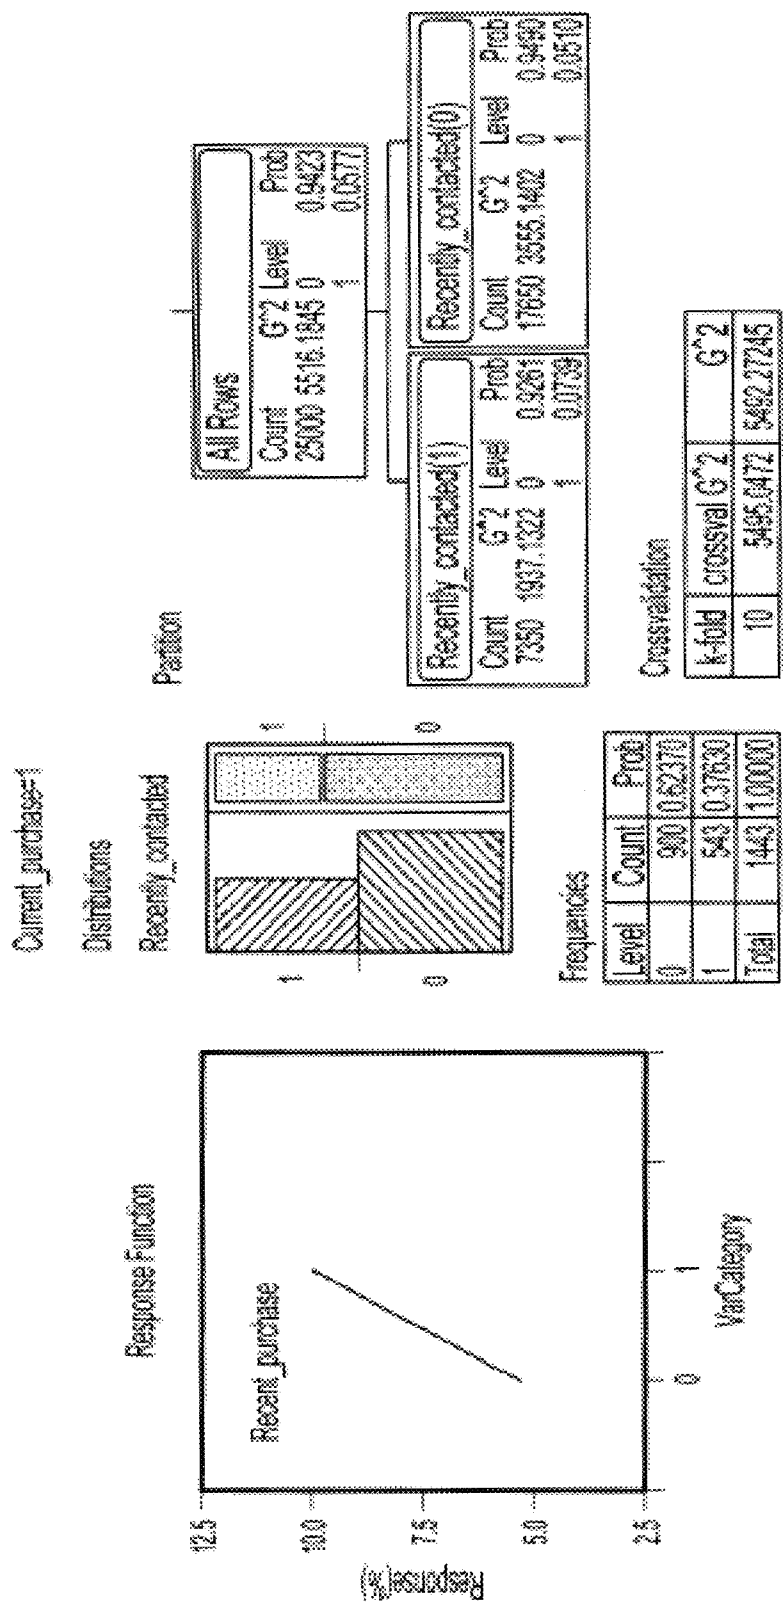 Response Function
Response(%)
12.5
10.0
7.5
5.0
2.5
Recent_purchase
0
1
VarCategory
Current_purchase=1
Distributions
Recently_contacted
1
0
1
0
Frequencies
Level Count Prob
0 900 0.62370
1 543 0.37630
Total 1443 1.00000
Partition
All Rows
Count G^2 Level Prob
25000 5516.1845 0 0.9423
1 0.0577
Recently_contacted(1)
Count G^2 Level Prob
7350 1937.1322 0 0.9261
1 0.0739
Recently_contacted(0)
Count G^2 Level Prob
17650 3555.1402 0 0.9490
1 0.0510
Crossvalidation
k-fold crossval G^2 G^2
10 5495.0472 5492.27245